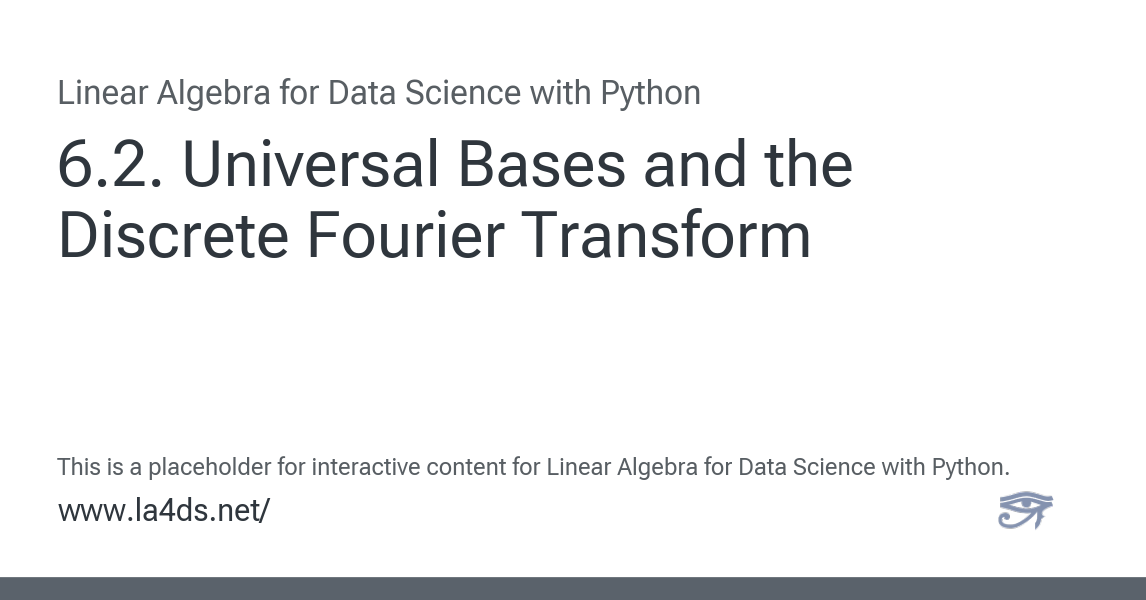 Linear Algebra for Data Science with Python
6.2. Universal Bases and the
Discrete Fourier Transform
This is a placeholder for interactive content for Linear Algebra for Data Science with Python.
www.la4ds.net/